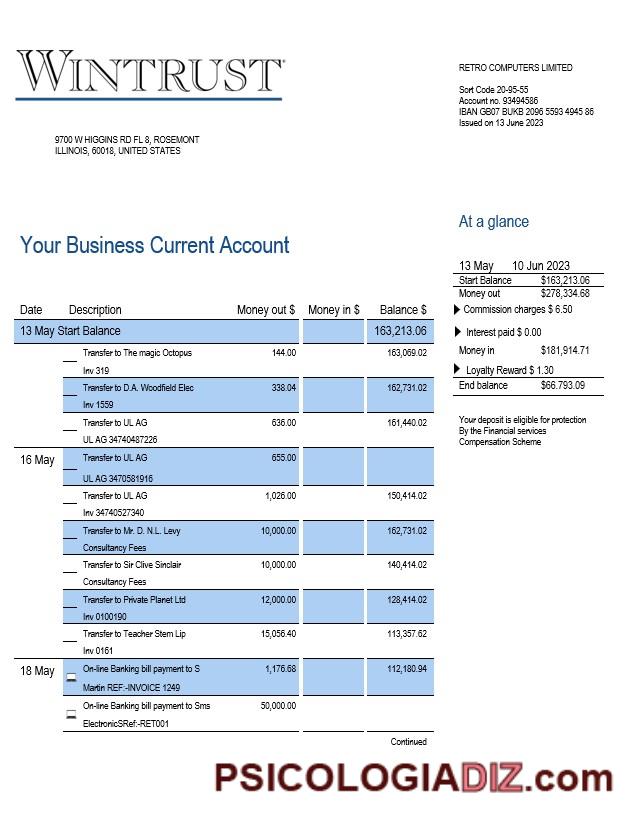 WINTRUST
RETRO COMPUTERS LIMITED
Sort Code 20-95-55
Account no. 93494586
IBAN GB07 BUKB 2096 5593 4945 86
Issued on 13 June 2023
9700 W HIGGINS RD FL 8, ROSEMONT
ILLINOIS, 60018, UNITED STATES
At a glance
Your Business Current Account
13 May 10 Jun 2023
Start Balance $163,213.06
Money out $278,334.68
Commission charges $ 6.50
Interest paid $ 0.00
Money in $181,914.71
Loyalty Reward $ 1.30
End balance $66.793.09
Your deposit is eligible for protection
By the Financial services
Compensation Scheme
Date Description Money out $ Money in $ Balance $
13 May Start Balance 163,213.06
Transfer to The magic Octopus 144.00 163,069.02
Inv 319
Transfer to D.A. Woodfield Elec 338.04 162,731.02
Inv 1559
Transfer to UL AG 636.00 161,440.02
UL AG 34740487226
16 May Transfer to UL AG 655.00
UL AG 3470581916
Transfer to UL AG 1,026.00 150,414.02
Inv 34740527340
Transfer to Mr. D. N.L. Levy 10,000.00 162,731.02
Consultancy Fees
Transfer to Sir Clive Sinclair 10,000.00 140,414.02
Consultancy Fees
Transfer to Private Planet Ltd 12,000.00 128,414.02
Inv 0100190
Transfer to Teacher Stem Lip 15,056.40 113,357.62
Inv 0161
18 May On-line Banking bill payment to S 1,176.68 112,180.94
Martin REF:-INVOICE 1249
On-line Banking bill payment to Sms 50,000.00
ElectronicSRef:-RET001
Continued
PSICOLOGIADIZ.com